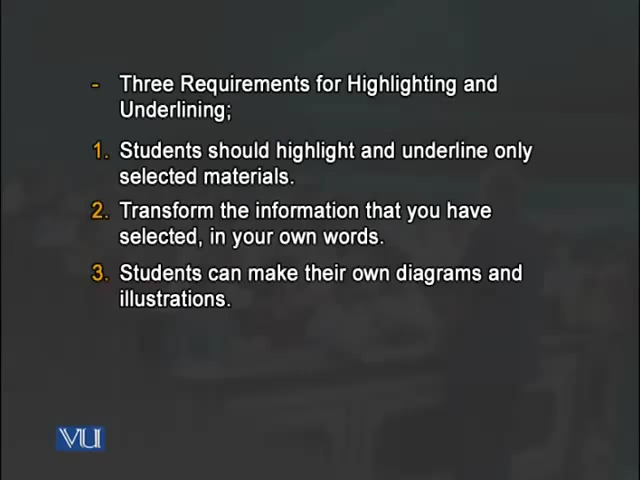 - Three Requirements for Highlighting and
Underlining;
1. Students should highlight and underline only
selected materials.
2. Transform the information that you have
selected, in your own words.
3. Students can make their own diagrams and
illustrations.
VU